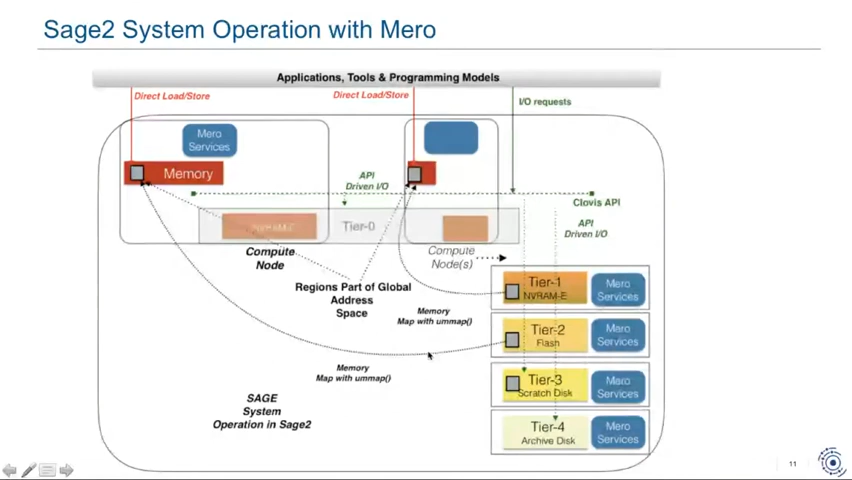 Sage2 System Operation with Mero
Applications, Tools & Programming Models
Direct Load/Store
Direct Load/Store
I/O requests
Mero
Services
Memory
API
Driven I/O
Clovis API
API
Driven I/O
NVRAM-E
Tier-0
Compute
Node
Compute
Node(s)
Regions Part of Global
Address
Space
Tier-1
NVRAM-E
Mero
Services
Memory
Map with ummap()
Tier-2
Flash
Mero
Services
Memory
Map with ummap()
Tier-3
Scratch Disk
Mero
Services
SAGE
System
Operation in Sage2
Tier-4
Archive Disk
Mero
Services
11